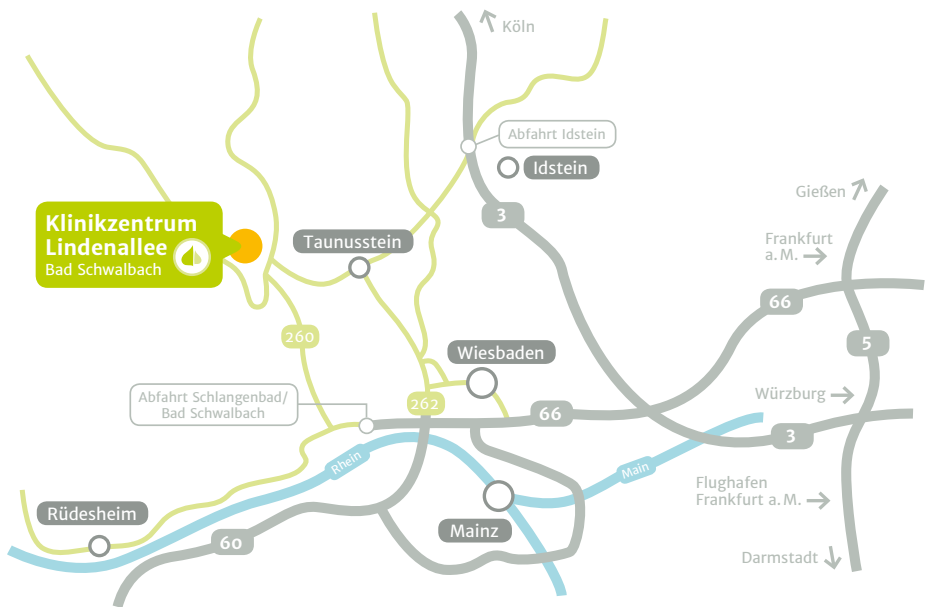 Köln
Abfahrt Idstein
Idstein
Gießen
3
Klinikzentrum
Lindenallee
Bad Schwalbach
Taunusstein
Frankfurt
a. M.
66
260
Wiesbaden
5
Abfahrt Schlangenbad/
Bad Schwalbach
262
66
Würzburg
3
Rhein
Main
Flughafen
Frankfurt a. M.
Rüdesheim
Mainz
60
Darmstadt